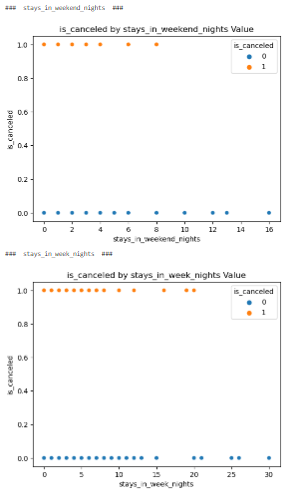 ### stays_in_weekend_nights ###
is_canceled by stays_in_weekend_nights Value
1.0
0.8
0.6
0.4
0.2
0.0
is_canceled
is_canceled
0
1
0 2 4 6 8 10 12 14 16
stays_in_weekend_nights
### stays_in_week_nights ###
is_canceled by stays_in_week_nights Value
1.0
0.8
0.6
0.4
0.2
0.0
is_canceled
is_canceled
0
1
0 5 10 15 20 25 30
stays_in_week_nights